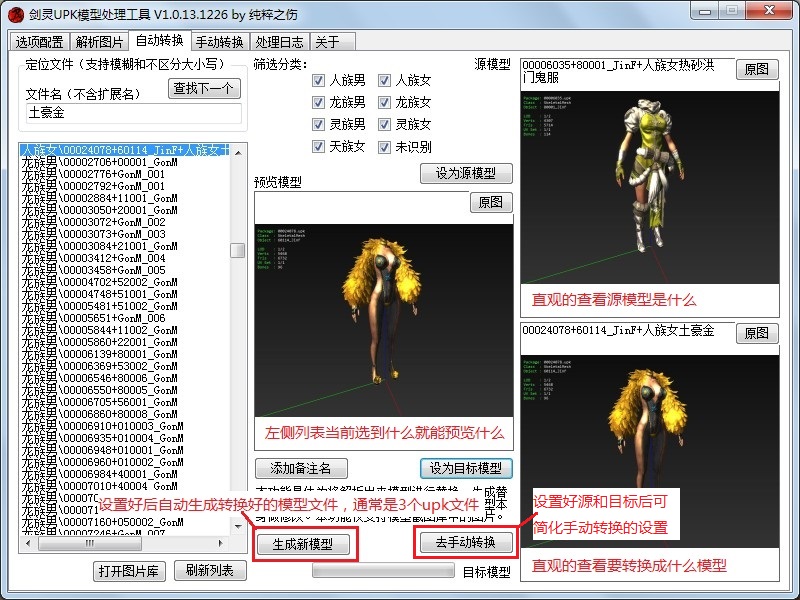 剑灵UPK模型处理工具 V1.0.13.1226 by 纯粹之伤
选项配置 解析图片 自动转换 手动转换 处理日志 关于
定位文件（支持模糊和不区分大小写）
文件名（不含扩展名） 查找下一个
土豪金
人族女\00024078+60114_JinF+人族女土
龙族男\00002706+00001_GonM
龙族男\00002776+GonM_001
龙族男\00002792+GonM_001
龙族男\00002884+11001_GonM
龙族男\00003050+20001_GonM
龙族男\00003072+GonM_002
龙族男\00003073+GonM_003
龙族男\00003084+21001_GonM
龙族男\00003412+GonM_004
龙族男\00003458+GonM_005
龙族男\00004702+52002_GonM
龙族男\00004748+51001_GonM
龙族男\00005481+51002_GonM
龙族男\00005651+GonM_006
龙族男\00005844+11002_GonM
龙族男\00005860+22001_GonM
龙族男\00006139+80001_GonM
龙族男\00006369+53002_GonM
龙族男\00006546+80006_GonM
龙族男\00006550+80005_GonM
龙族男\00006705+56001_GonM
龙族男\00006860+80008_GonM
龙族男\00006910+010003_GonM
龙族男\00006935+010004_GonM
龙族男\00006948+010001_GonM
龙族男\00006960+010002_GonM
龙族男\00006984+40001_GonM
龙族男\00007010+40004_GonM
龙族男\00007160+050002_GonM
打开图片库 刷新列表
筛选分类：
人族男 人族女
龙族男 龙族女
灵族男 灵族女
天族女 未识别
设为源模型
预览模型
原图
左侧列表当前选到什么就能预览什么
添加备注名 设为目标模型
设置好后自动生成转换好的模型文件，通常是3个upk文件
生成新模型 去手动转换
源模型
00006035+80001_JinF+人族女热砂洪
门鬼服
原图
直观的查看源模型是什么
00024078+60114_JinF+人族女土豪金
原图
设置好源和目标后可
简化手动转换的设置
直观的查看要转换成什么模型
目标模型